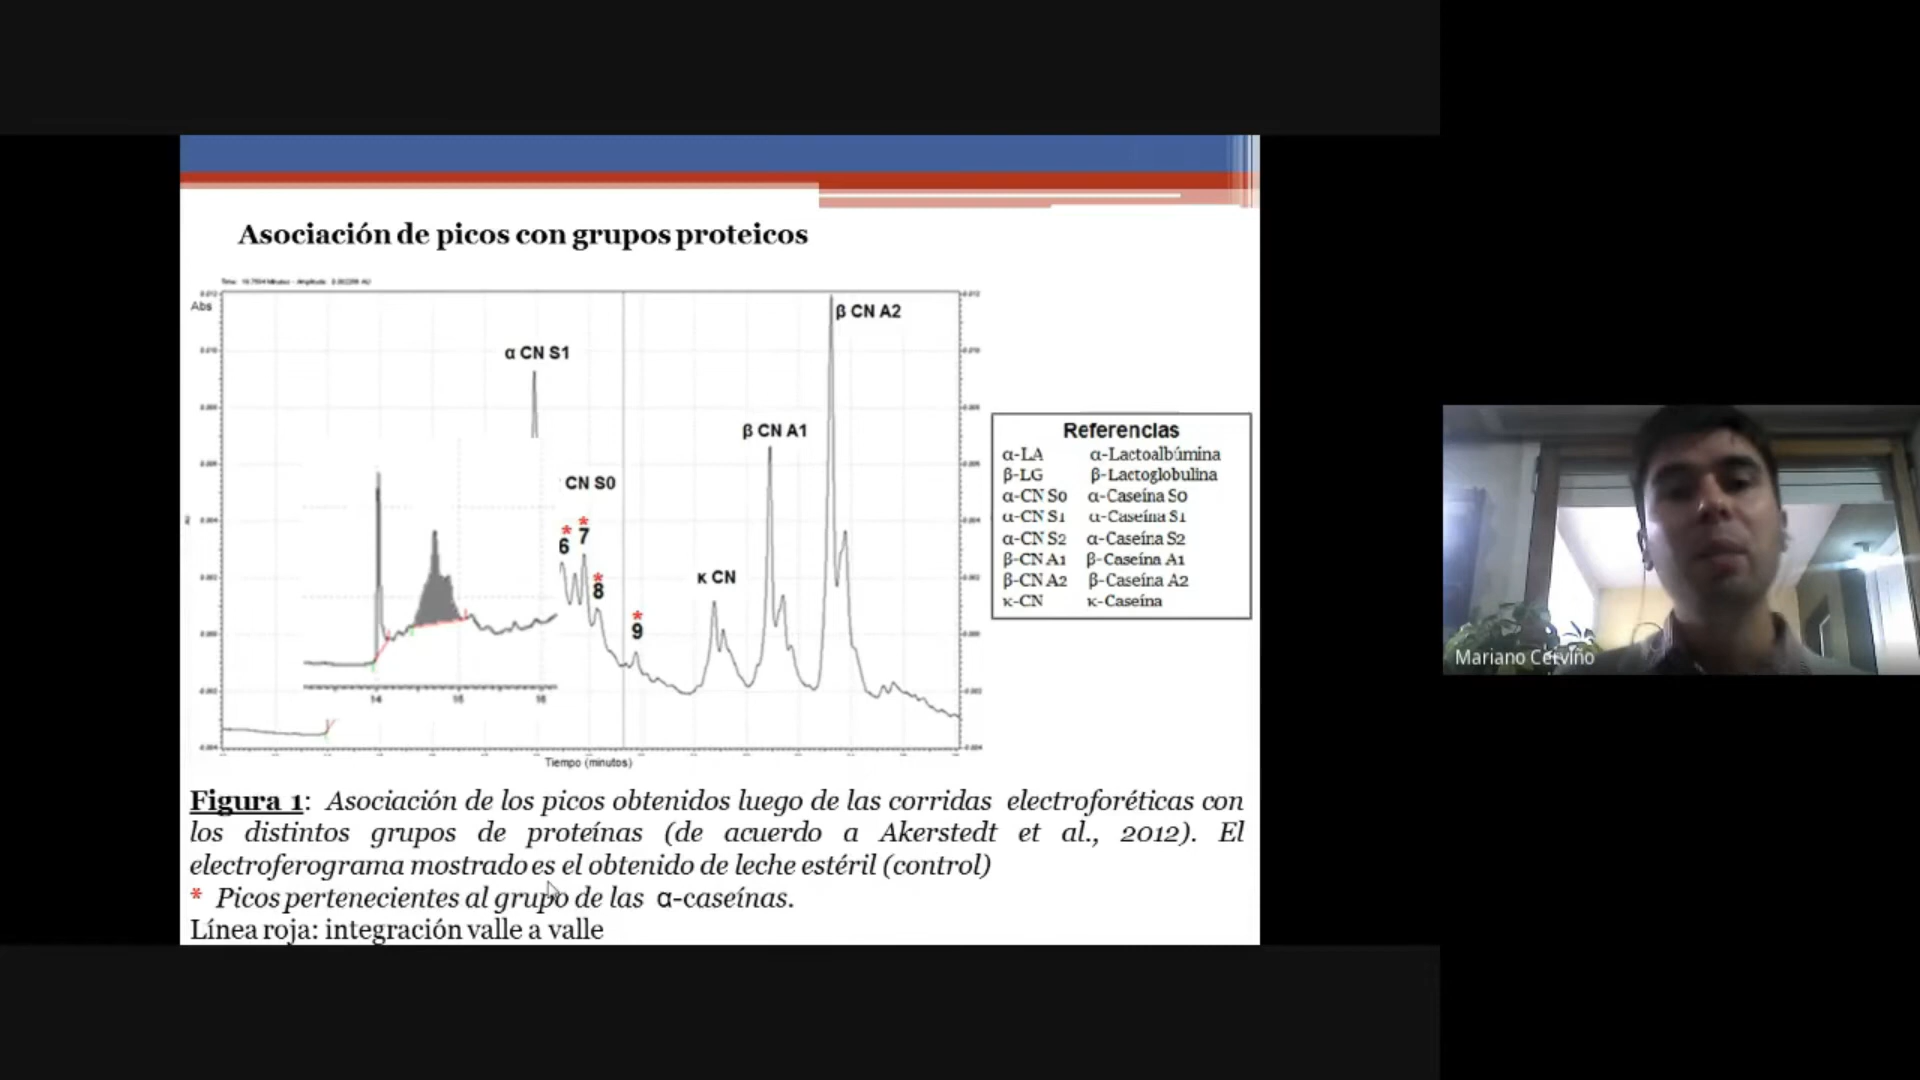 Asociación de picos con grupos proteicos
Abs
β CN A2
α CN S1
β CN A1
CN S0
* *
6 7
*
8
κ CN
*
9
14 15 16
Tiempo (minutos)
Referencias
α-LA α-Lactoalbúmina
β-LG β-Lactoglobulina
α-CN S0 α-Caseína S0
α-CN S1 α-Caseína S1
α-CN S2 α-Caseína S2
β-CN A1 β-Caseína A1
β-CN A2 β-Caseína A2
κ-CN κ-Caseína
Figura 1: Asociación de los picos obtenidos luego de las corridas electroforéticas con
los distintos grupos de proteínas (de acuerdo a Akerstedt et al., 2012). El
electroferograma mostrado es el obtenido de leche estéril (control)
* Picos pertenecientes al grupo de las α-caseínas.
Línea roja: integración valle a valle
Mariano Cerviño